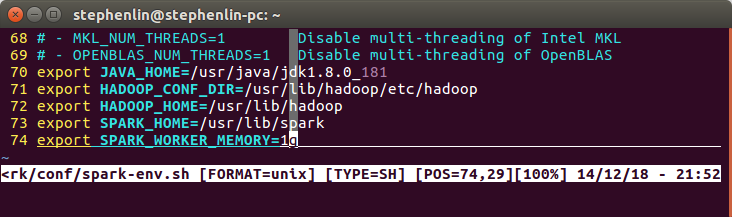 stephenlin@stephenlin-pc: ~
68 # - MKL_NUM_THREADS=1 Disable multi-threading of Intel MKL
69 # - OPENBLAS_NUM_THREADS=1 Disable multi-threading of OpenBLAS
70 export JAVA_HOME=/usr/java/jdk1.8.0_181
71 export HADOOP_CONF_DIR=/usr/lib/hadoop/etc/hadoop
72 export HADOOP_HOME=/usr/lib/hadoop
73 export SPARK_HOME=/usr/lib/spark
74 export SPARK_WORKER_MEMORY=1g
~
<rk/conf/spark-env.sh [FORMAT=unix] [TYPE=SH] [POS=74,29][100%] 14/12/18 - 21:52